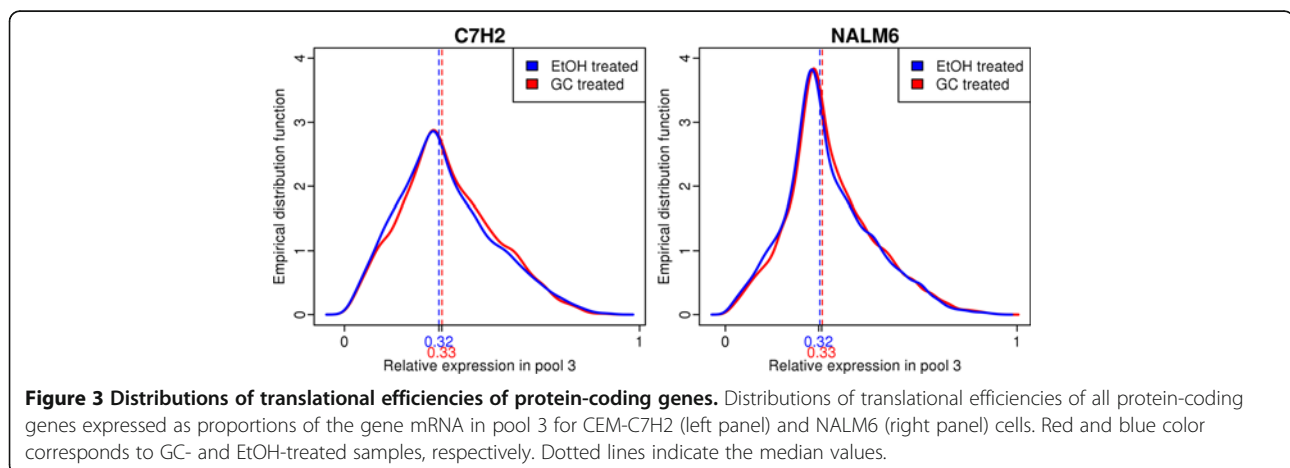 C7H2
4
3
2
1
0
Empirical distribution function
EtOH treated
GC treated
0
0.32
0.33
1
Relative expression in pool 3
NALM6
4
3
2
1
0
Empirical distribution function
EtOH treated
GC treated
0
0.32
0.33
1
Relative expression in pool 3
Figure 3 Distributions of translational efficiencies of protein-coding genes. Distributions of translational efficiencies of all protein-coding
genes expressed as proportions of the gene mRNA in pool 3 for CEM-C7H2 (left panel) and NALM6 (right panel) cells. Red and blue color
corresponds to GC- and EtOH-treated samples, respectively. Dotted lines indicate the median values.